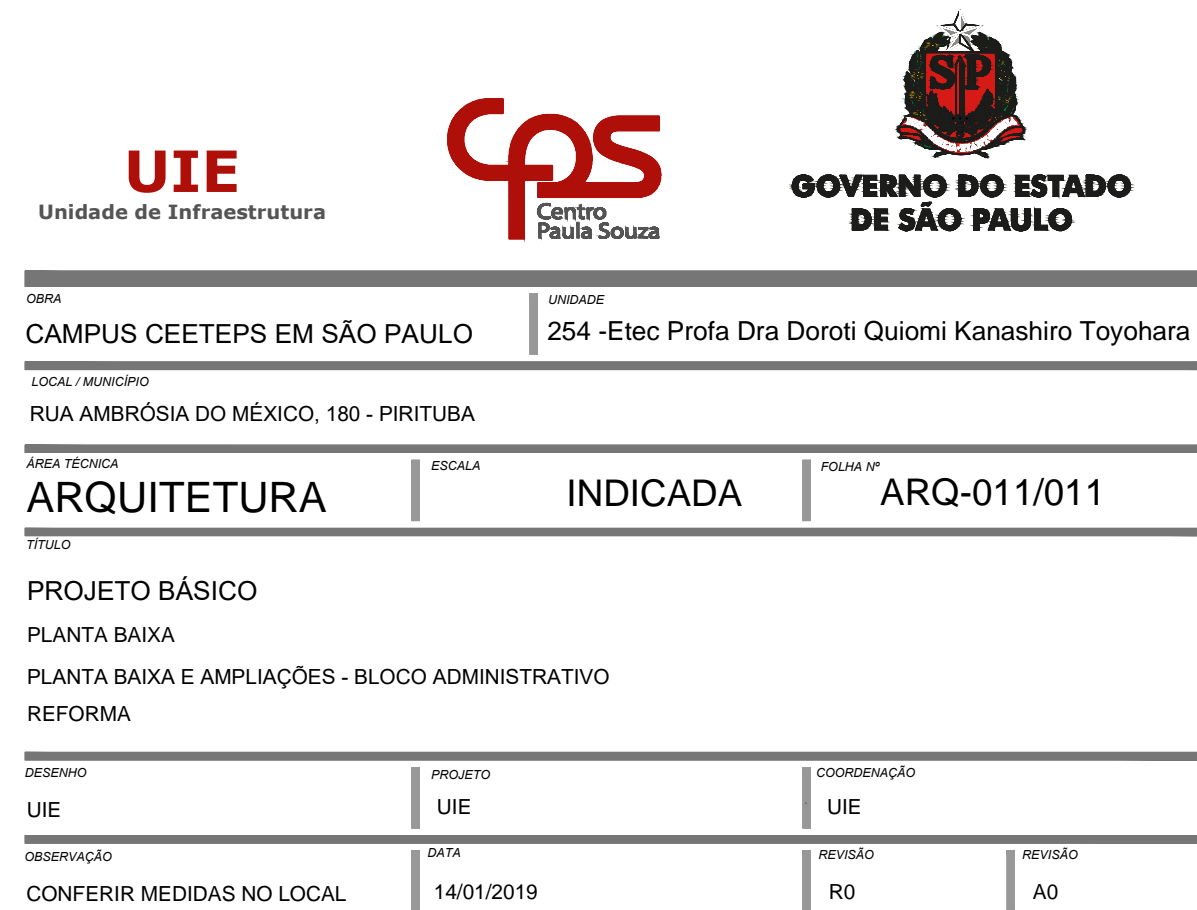 UIE
Unidade de Infraestrutura
CPS
Centro
Paula Souza
SP
GOVERNO DO ESTADO
DE SÃO PAULO
OBRA
CAMPUS CEETEPS EM SÃO PAULO
UNIDADE
254 -Etec Profa Dra Doroti Quiomi Kanashiro Toyohara
LOCAL / MUNICÍPIO
RUA AMBRÓSIA DO MÉXICO, 180 - PIRITUBA
ÁREA TÉCNICA
ARQUITETURA
ESCALA
INDICADA
FOLHA Nº
ARQ-011/011
TÍTULO
PROJETO BÁSICO
PLANTA BAIXA
PLANTA BAIXA E AMPLIAÇÕES - BLOCO ADMINISTRATIVO
REFORMA
DESENHO
UIE
PROJETO
UIE
COORDENAÇÃO
UIE
OBSERVAÇÃO
CONFERIR MEDIDAS NO LOCAL
DATA
14/01/2019
REVISÃO
R0
REVISÃO
A0